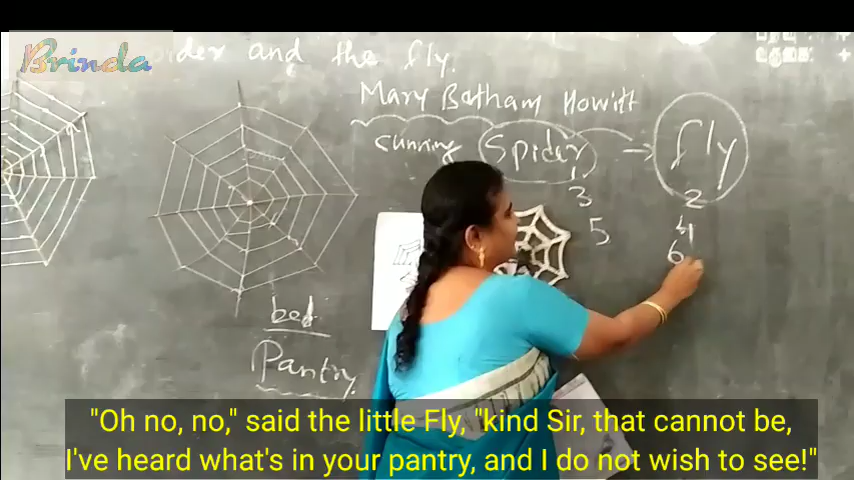 Brinda
and the fly.
Mary Botham Howitt
cunning Spider → fly
3 2
5 4
6
bed
Pantry
"Oh no, no," said the little Fly, "kind Sir, that cannot be,
I've heard what's in your pantry, and I do not wish to see!"